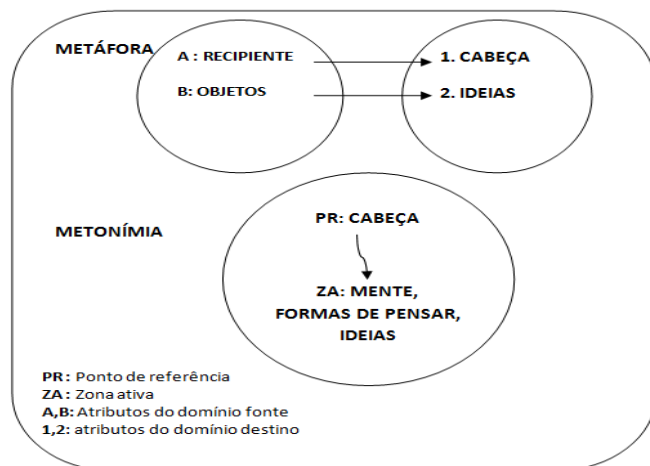 METÁFORA
A : RECIPIENTE
B: OBJETOS
1. CABEÇA
2. IDEIAS
METONÍMIA
PR: CABEÇA
ZA: MENTE,
FORMAS DE PENSAR,
IDEIAS
PR : Ponto de referência
ZA : Zona ativa
A,B: Atributos do domínio fonte
1,2: atributos do domínio destino